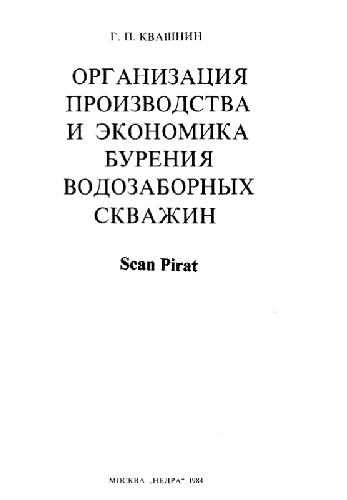 Г. П. КВАШНИН
ОРГАНИЗАЦИЯ
ПРОИЗВОДСТВА
И ЭКОНОМИКА
БУРЕНИЯ
ВОДОЗАБОРНЫХ
СКВАЖИН
Scan Pirat
МОСКВА „НЕДРА“ 1984